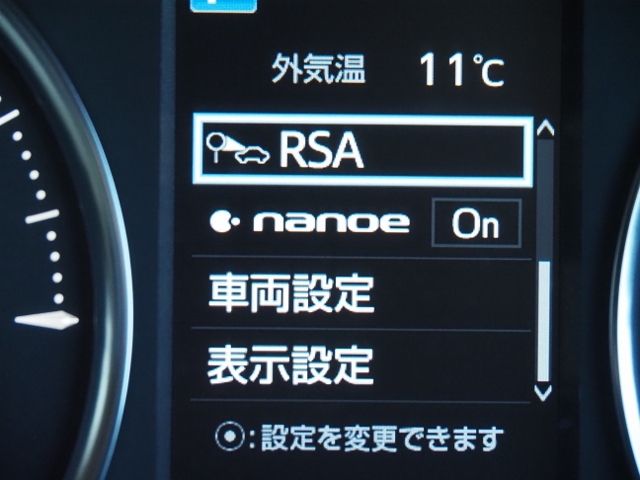 外気温 11℃
RSA
nanoe On
車両設定
表示設定
⦿:設定を変更できます